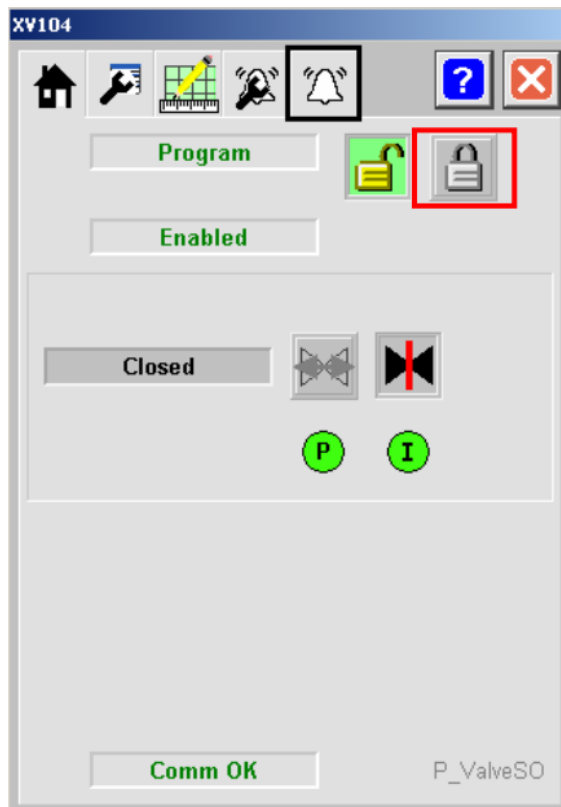 XV104
?
Program
Enabled
Closed
P I
Comm OK
P_ValveSO